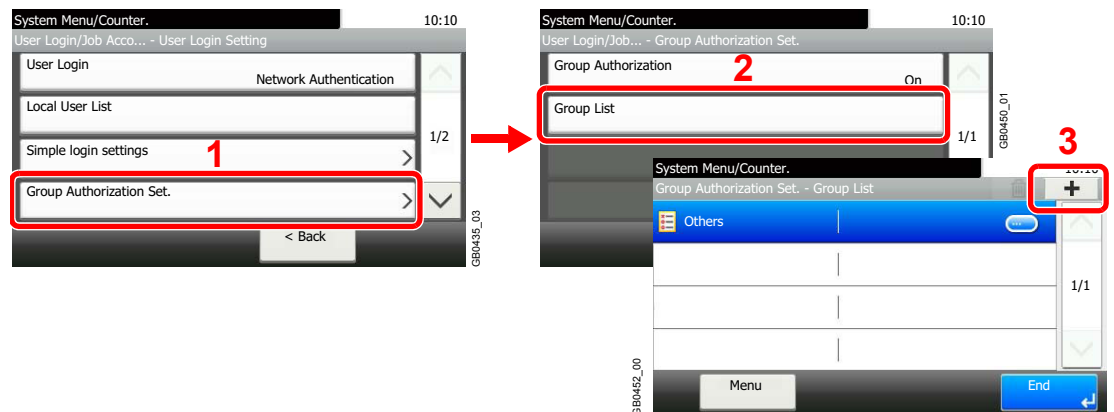 System Menu/Counter. 10:10
User Login/Job Acco... - User Login Setting
User Login
Network Authentication
Local User List
1/2
Simple login settings
1
Group Authorization Set.
< Back
GB0435_03
System Menu/Counter. 10:10
User Login/Job... - Group Authorization Set.
Group Authorization
2
On
Group List
1/1
GB0450_01
3
System Menu/Counter. 10:10
Group Authorization Set. - Group List
+
Others
1/1
Menu
End
GB0452_00